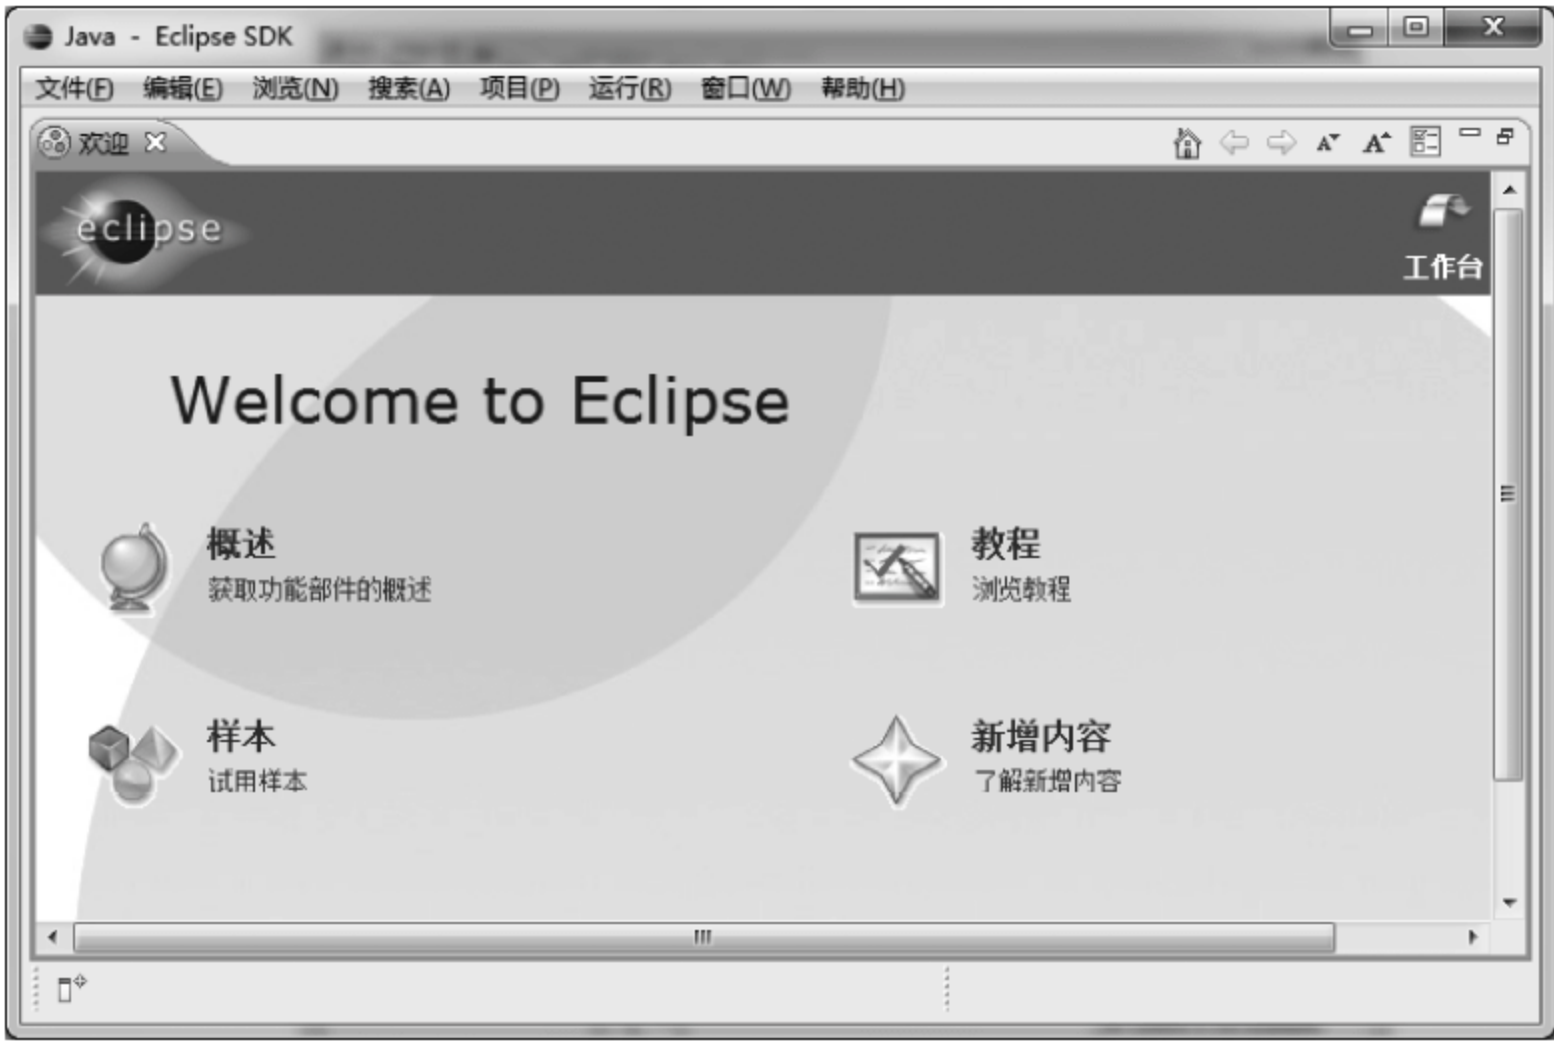 Java - Eclipse SDK
文件(F) 编辑(E) 浏览(N) 搜索(A) 项目(P) 运行(R) 窗口(W) 帮助(H)
欢迎
eclipse
工作台
Welcome to Eclipse
概述
获取功能部件的概述
教程
浏览教程
样本
试用样本
新增内容
了解新增内容